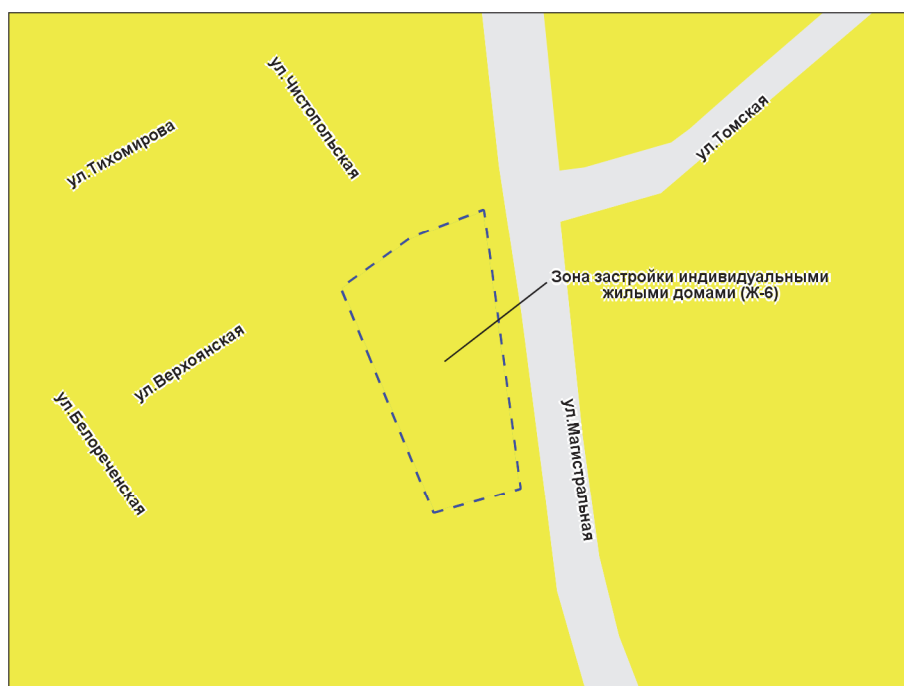 ул.Чистопольская
ул.Тихомирова
ул.Томская
Зона застройки индивидуальными
жилыми домами (Ж-6)
ул.Верхоянская
ул.Белореченская
ул.Магистральная